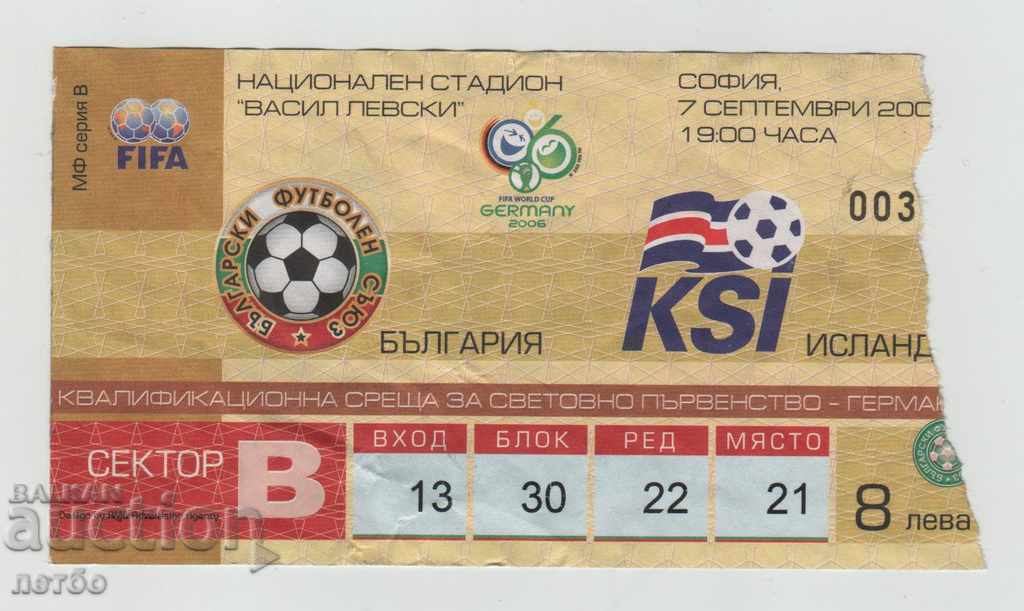 МФ серия В
FIFA
НАЦИОНАЛЕН СТАДИОН
"ВАСИЛ ЛЕВСКИ"
FIFA WORLD CUP
GERMANY
2006
СОФИЯ,
7 СЕПТЕМВРИ 200
19:00 ЧАСА
003
БЪЛГАРСКИ ФУТБОЛЕН СЪЮЗ
БЪЛГАРИЯ
KSI
ИСЛАНД
КВАЛИФИКАЦИОННА СРЕЩА ЗА СВЕТОВНО ПЪРВЕНСТВО - ГЕРМАН
СЕКТОР В
ВХОД БЛОК РЕД МЯСТО
13 30 22 21
8 лева
BALKAN
auction
летбо